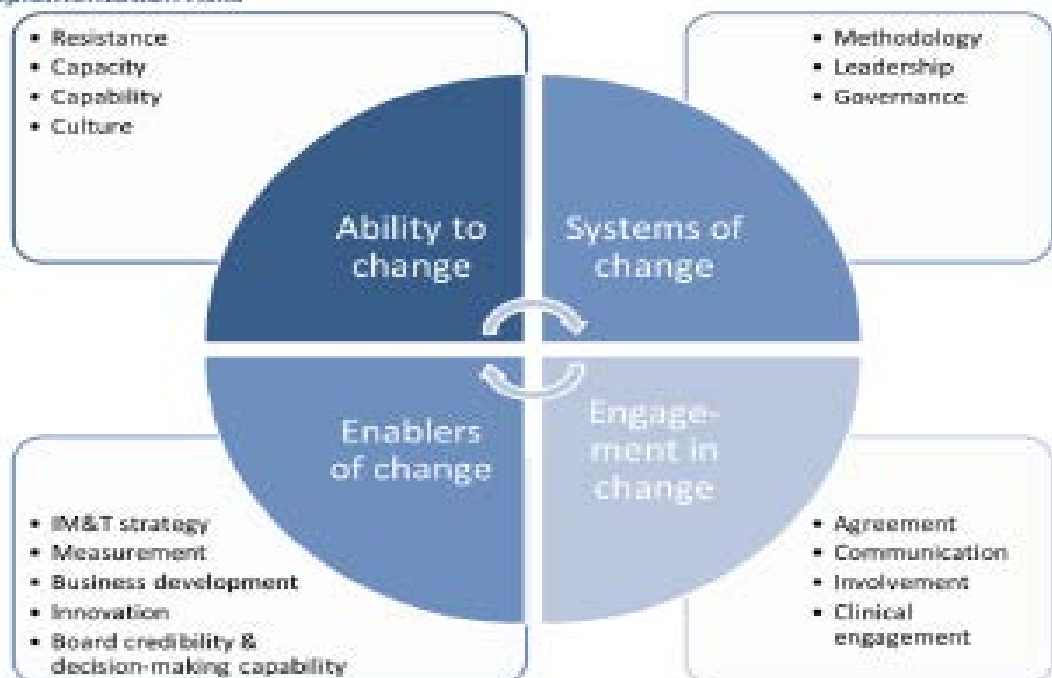 • Resistance
• Capacity
• Capability
• Culture
• Methodology
• Leadership
• Governance
Ability to
change
Systems of
change
Enablers
of change
Engage-
ment in
change
• IM&T strategy
• Measurement
• Business development
• Innovation
• Board credibility &
decision-making capability
• Agreement
• Communication
• Involvement
• Clinical
engagement